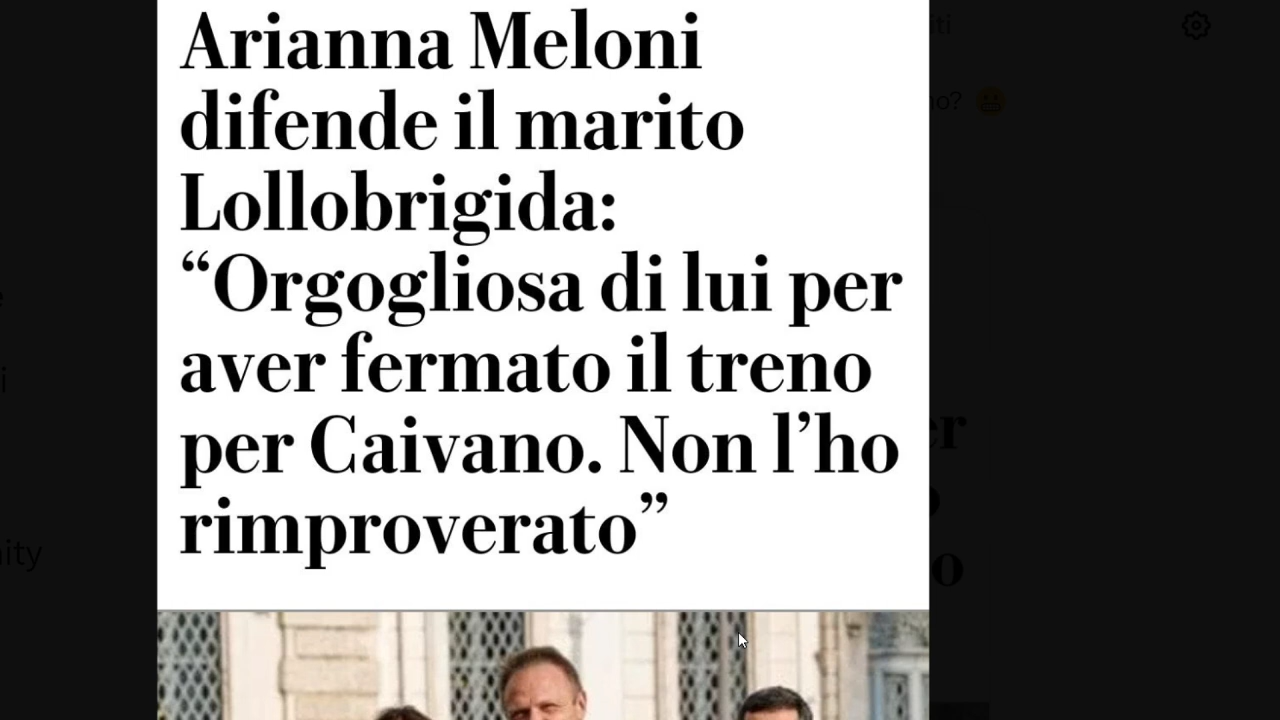 Arianna Meloni
difende il marito
Lollobrigida:
“Orgogliosa di lui per
aver fermato il treno
per Caivano. Non l’ho
rimproverato”